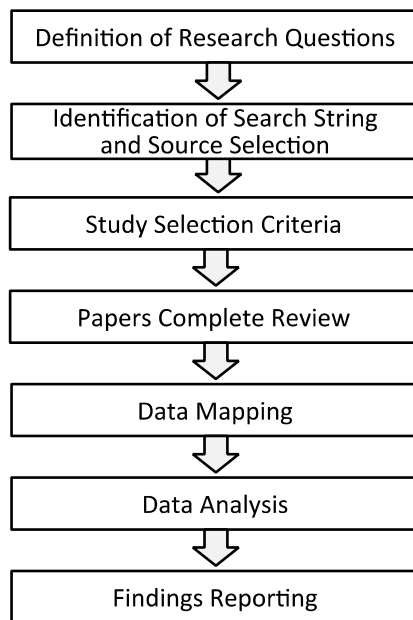 Definition of Research Questions
Identification of Search String
and Source Selection
Study Selection Criteria
Papers Complete Review
Data Mapping
Data Analysis
Findings Reporting